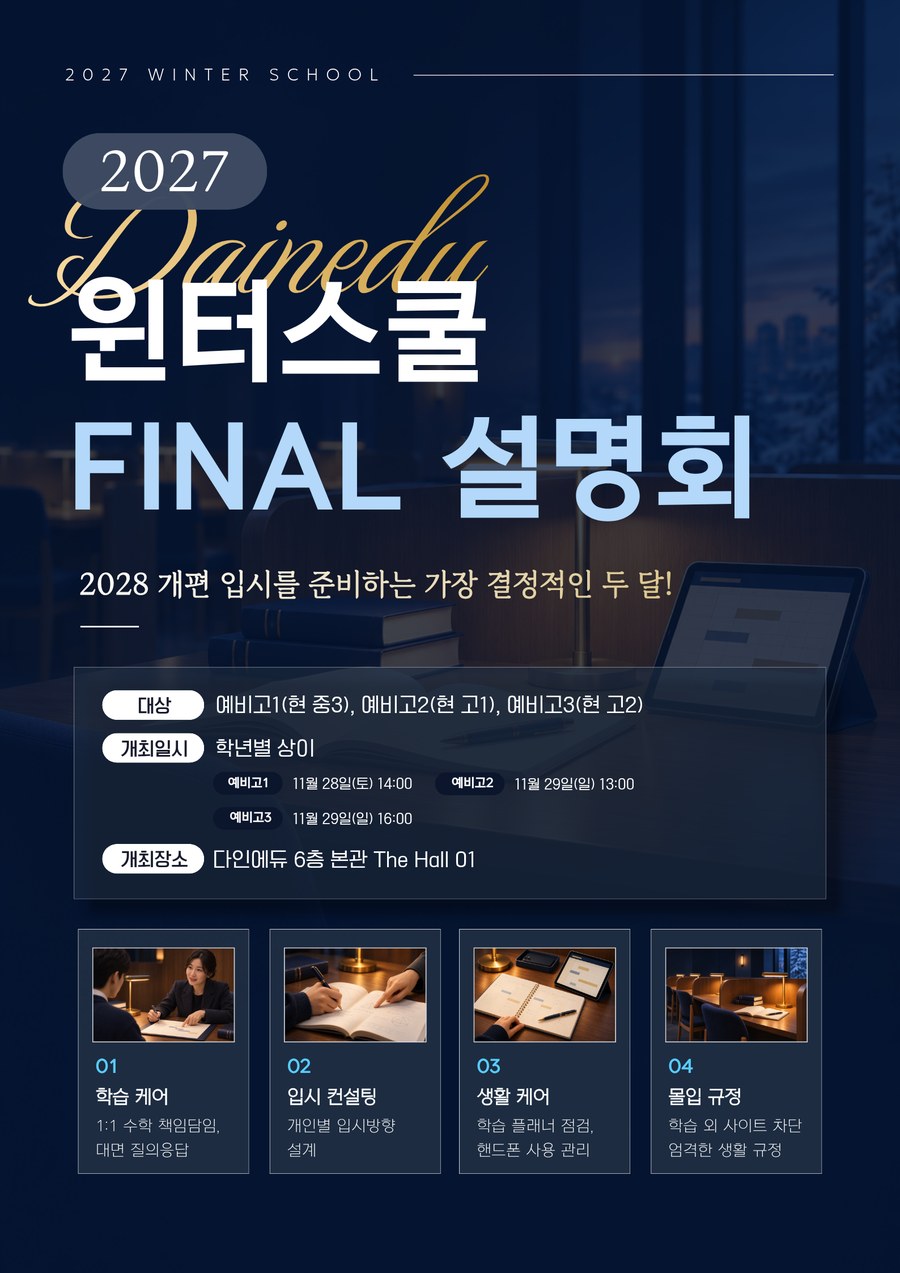 2027 WINTER SCHOOL
2027
Dainedu
윈터스쿨
FINAL 설명회
2028 개편 입시를 준비하는 가장 결정적인 두 달!
대상 예비고1(현 중3), 예비고2(현 고1), 예비고3(현 고2)
개최일시 학년별 상이
예비고1 11월 28일(토) 14:00 예비고2 11월 29일(일) 13:00
예비고3 11월 29일(일) 16:00
개최장소 다인에듀 6층 본관 The Hall 01
01
학습 케어
1:1 수학 책임담임,
대면 질의응답
02
입시 컨설팅
개인별 입시방향
설계
03
생활 케어
학습 플래너 점검,
핸드폰 사용 관리
04
몰입 규정
학습 외 사이트 차단
엄격한 생활 규정